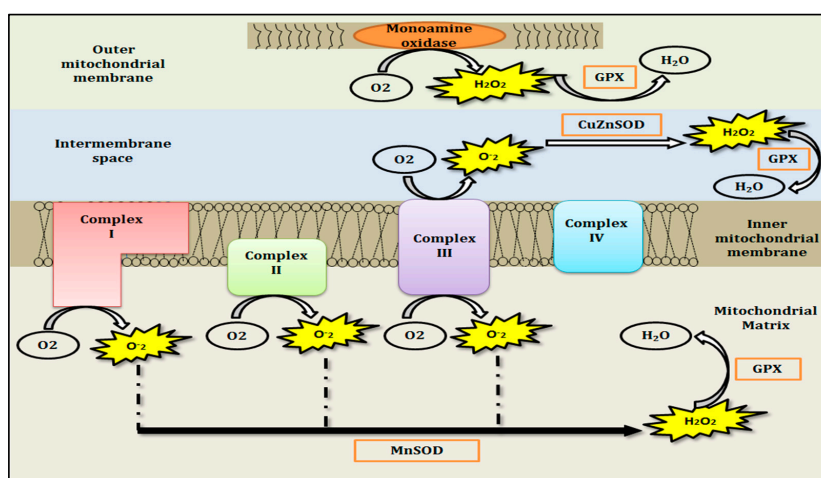 Monoamine
oxidase
Outer
mitochondrial
membrane
O2
H₂O₂
GPX
H₂O
Intermembrane
space
O2
O⁻₂
CuZnSOD
H₂O₂
GPX
H₂O
Complex
I
Complex
II
Complex
III
Complex
IV
Inner
mitochondrial
membrane
O2
O⁻₂
O2
O⁻₂
O2
O⁻₂
Mitochondrial
Matrix
H₂O
GPX
H₂O₂
MnSOD